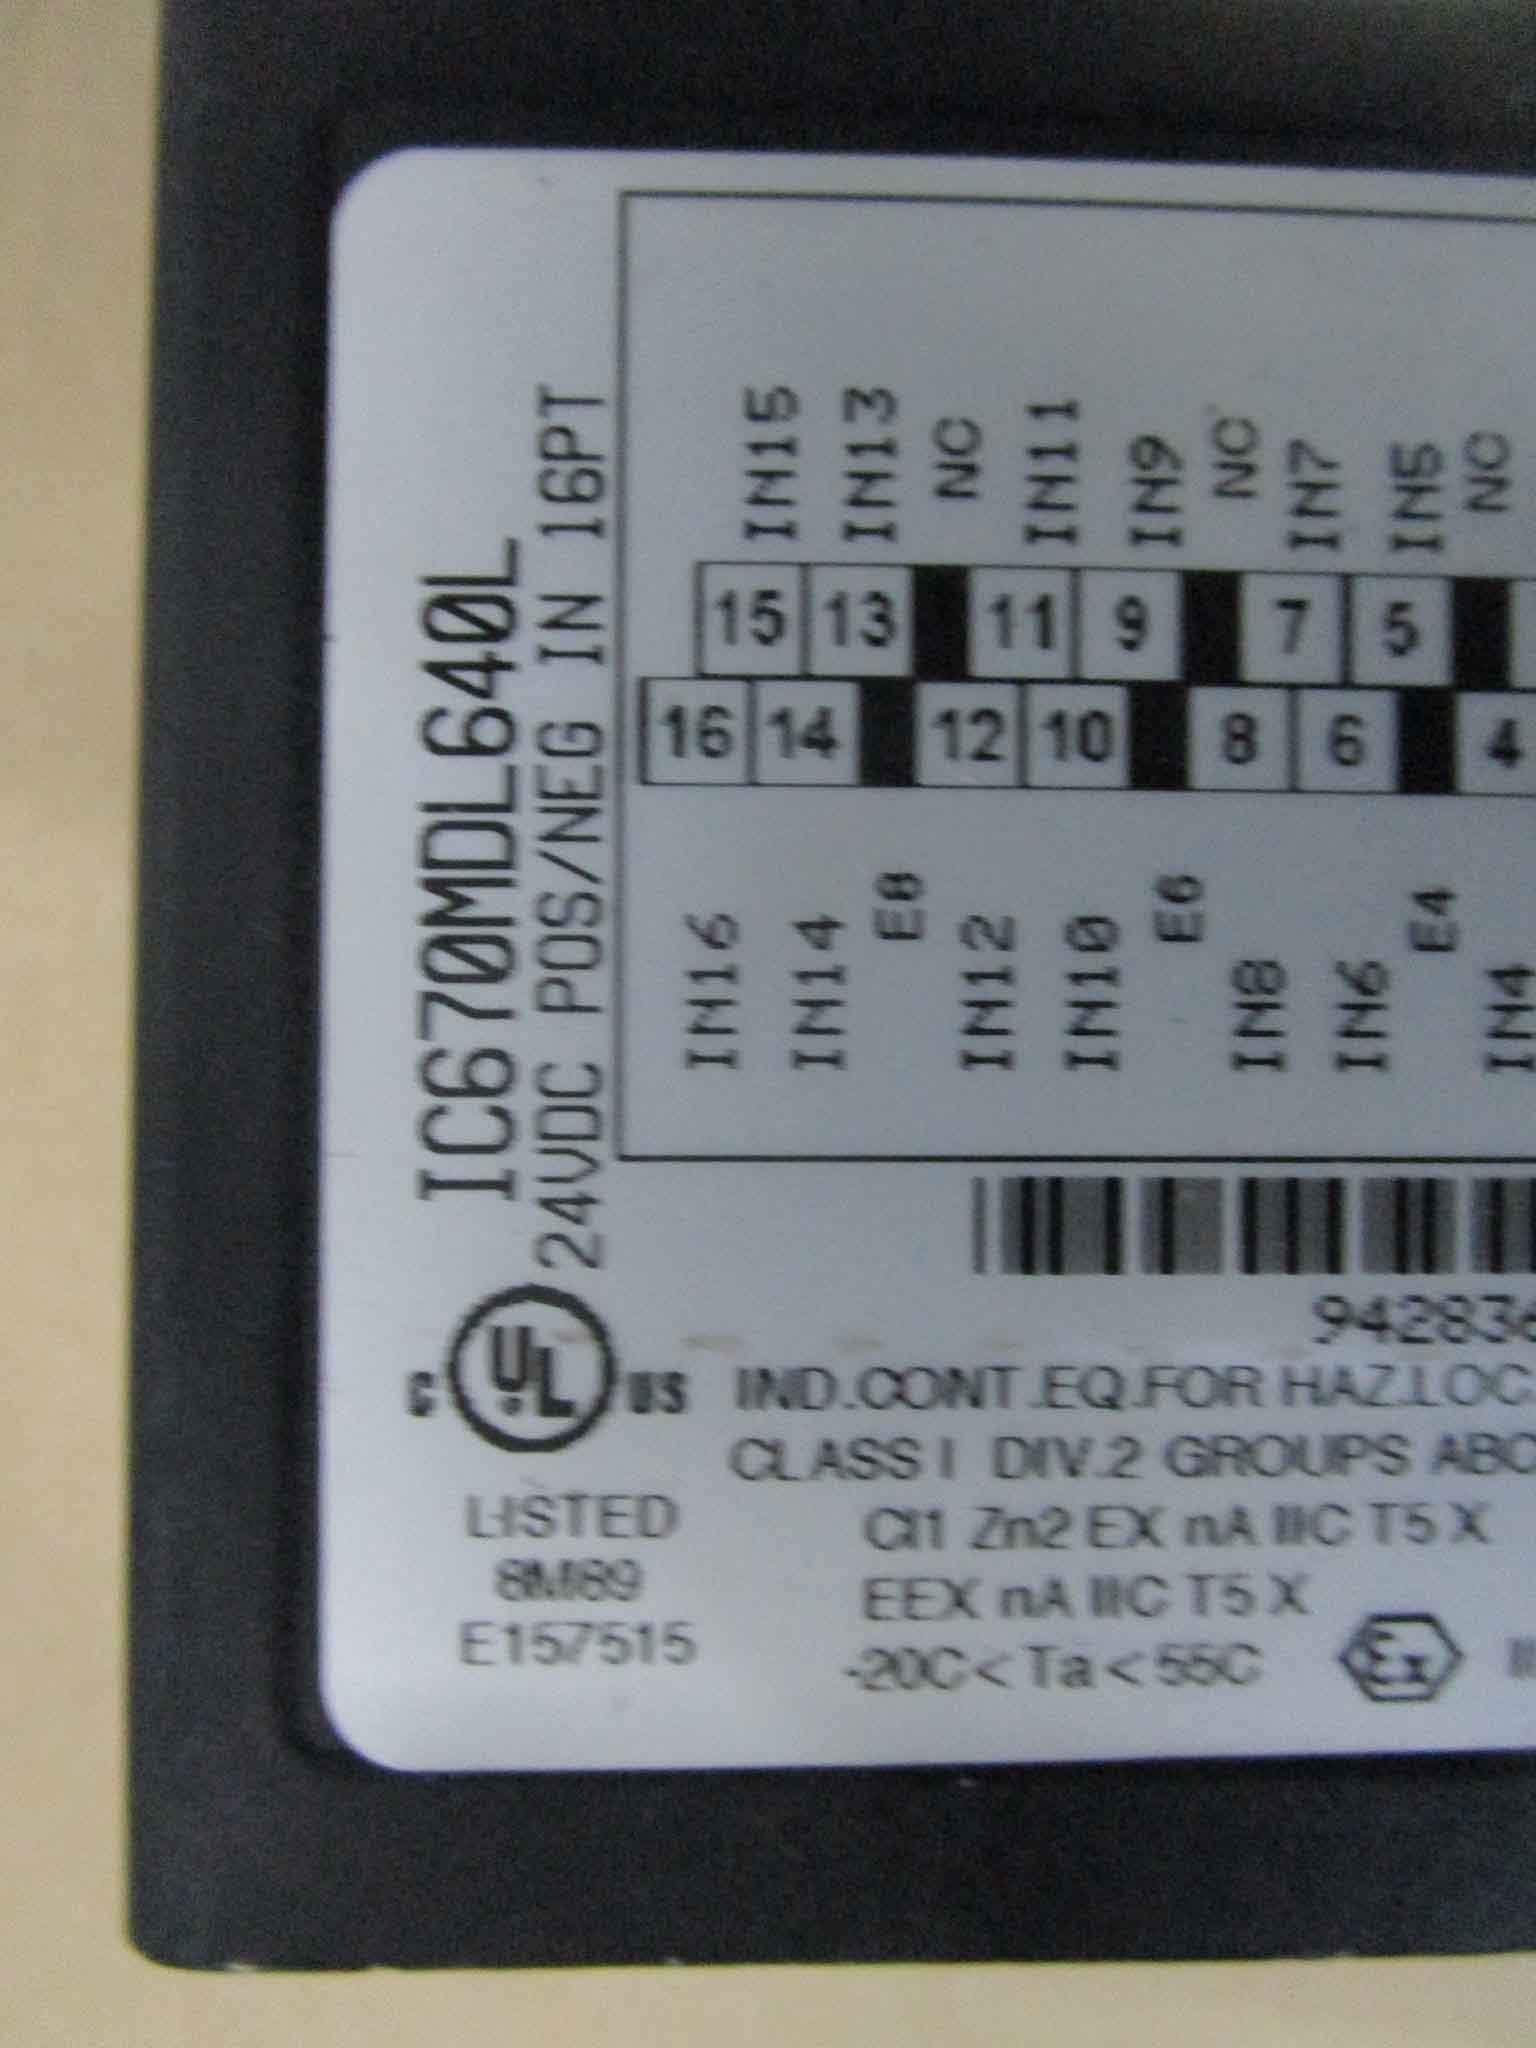 IC670MDL640L
24VDC POS/NEG IN 16PT
IN15 IN13 NC IN11 IN9 NC IN7 IN5 NC
15 13 11 9 7 5
16 14 12 10 8 6 4
IN16 IN14 E8 IN12 IN10 E6 IN8 IN6 E4 IN4
942836
C UL US
LISTED
8M89
E157515
IND.CONT.EQ.FOR HAZ.LOC
CLASS I DIV.2 GROUPS ABC
Cl1 Zn2 EX nA IIC T5 X
EEX nA IIC T5 X
-20C<Ta<55C
Ex